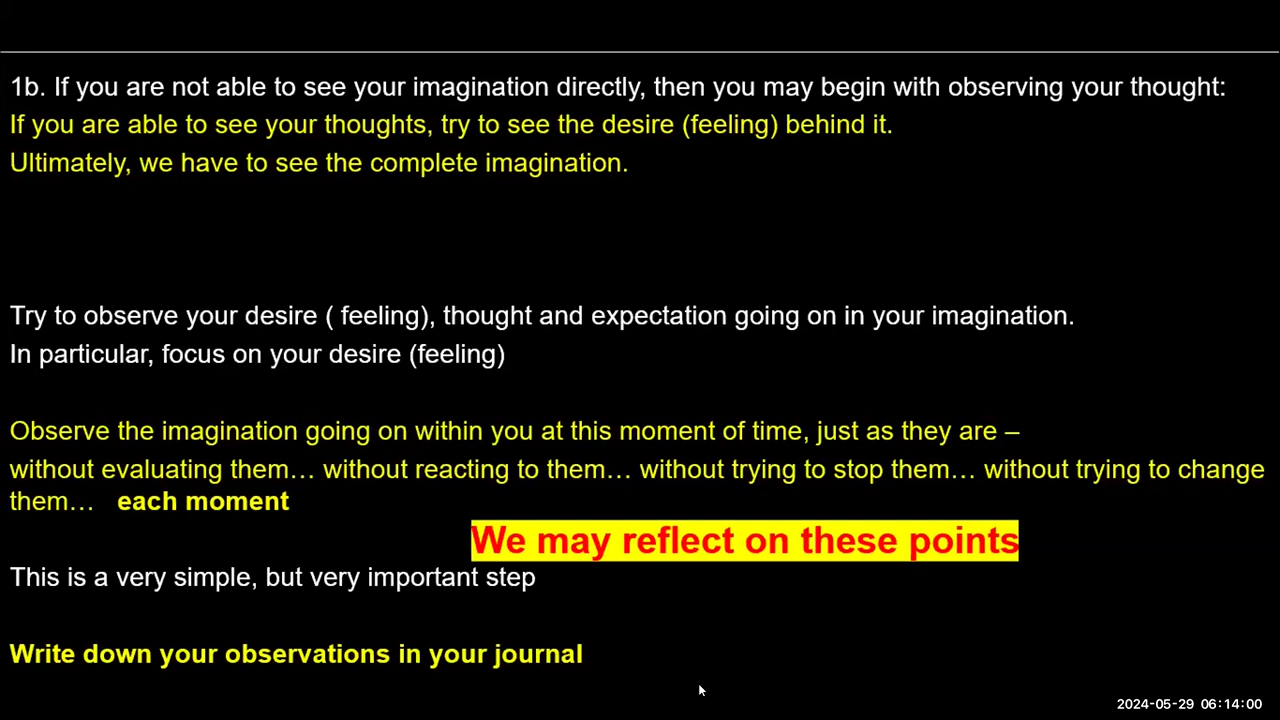 1b. If you are not able to see your imagination directly, then you may begin with observing your thought:
If you are able to see your thoughts, try to see the desire (feeling) behind it.
Ultimately, we have to see the complete imagination.
Try to observe your desire ( feeling), thought and expectation going on in your imagination.
In particular, focus on your desire (feeling)
Observe the imagination going on within you at this moment of time, just as they are –
without evaluating them… without reacting to them… without trying to stop them… without trying to change
them… each moment
We may reflect on these points
This is a very simple, but very important step
Write down your observations in your journal
2024-05-29 06:14:00